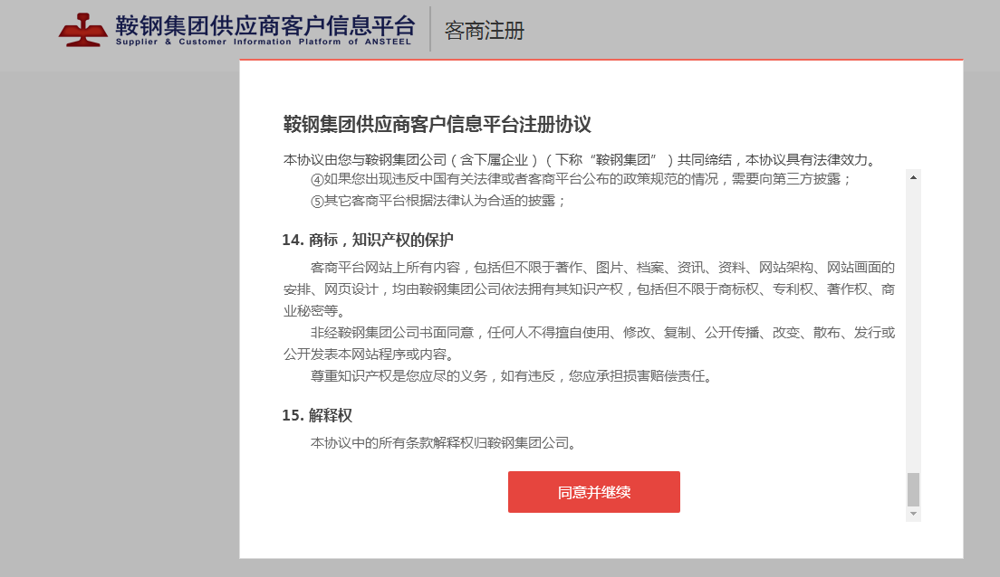 鞍钢集团供应商客户信息平台
Supplier & Customer Information Platform of ANSTEEL
客商注册
鞍钢集团供应商客户信息平台注册协议
本协议由您与鞍钢集团公司（含下属企业）（下称“鞍钢集团”）共同缔结，本协议具有法律效力。
④如果您出现违反中国有关法律或者客商平台公布的政策规范的情况，需要向第三方披露；
⑤其它客商平台根据法律认为合适的披露；
14. 商标，知识产权的保护
客商平台网站上所有内容，包括但不限于著作、图片、档案、资讯、资料、网站架构、网站画面的
安排、网页设计，均由鞍钢集团公司依法拥有其知识产权，包括但不限于商标权、专利权、著作权、商
业秘密等。
非经鞍钢集团公司书面同意，任何人不得擅自使用、修改、复制、公开传播、改变、散布、发行或
公开发表本网站程序或内容。
尊重知识产权是您应尽的义务，如有违反，您应承担损害赔偿责任。
15. 解释权
本协议中的所有条款解释权归鞍钢集团公司。
同意并继续